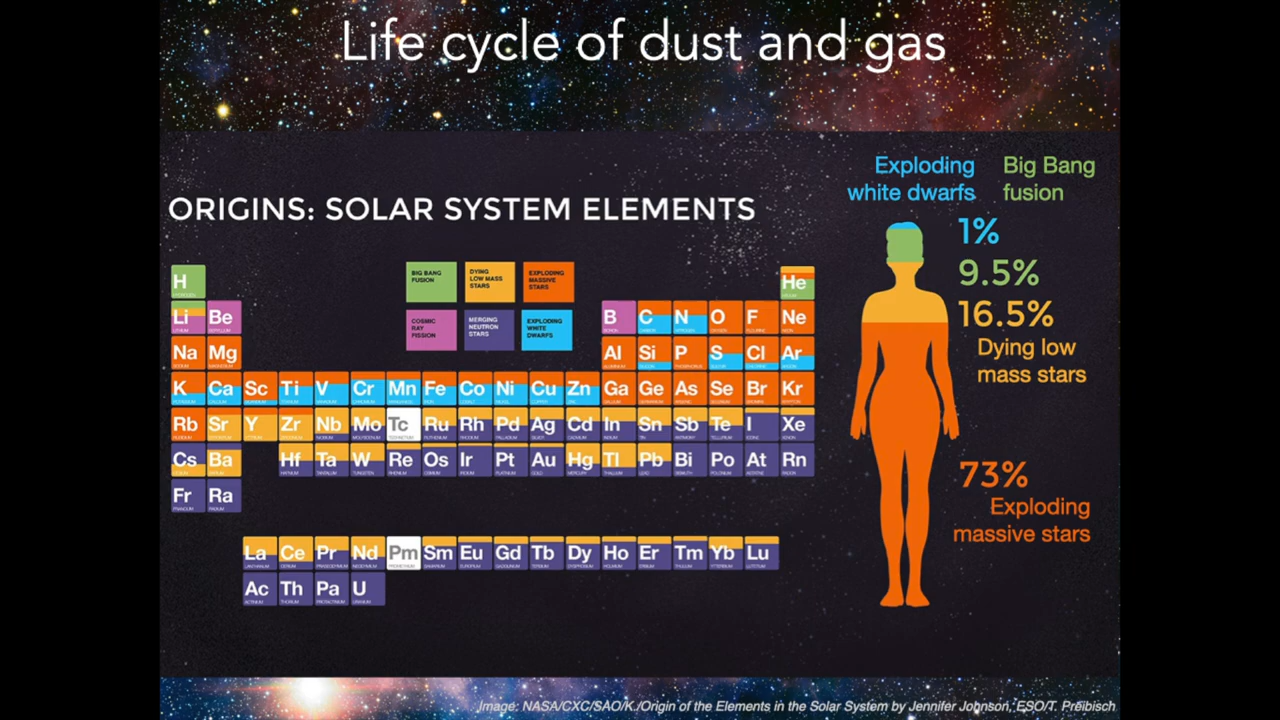 Life cycle of dust and gas
Exploding
white dwarfs
Big Bang
fusion
ORIGINS: SOLAR SYSTEM ELEMENTS
1%
9.5%
16.5%
Dying low
mass stars
73%
Exploding
massive stars
BIG BANG
FUSION
DYING
LOW MASS
STARS
EXPLODING
MASSIVE
STARS
COSMIC
RAY
FISSION
MERGING
NEUTRON
STARS
EXPLODING
WHITE
DWARFS
H He
Li Be B C N O F Ne
Na Mg Al Si P S Cl Ar
K Ca Sc Ti V Cr Mn Fe Co Ni Cu Zn Ga Ge As Se Br Kr
Rb Sr Y Zr Nb Mo Tc Ru Rh Pd Ag Cd In Sn Sb Te I Xe
Cs Ba Hf Ta W Re Os Ir Pt Au Hg Tl Pb Bi Po At Rn
Fr Ra
La Ce Pr Nd Pm Sm Eu Gd Tb Dy Ho Er Tm Yb Lu
Ac Th Pa U
Image: NASA/CXC/SAO/K./Origin of the Elements in the Solar System by Jennifer Johnson, ESO/T. Preibisch